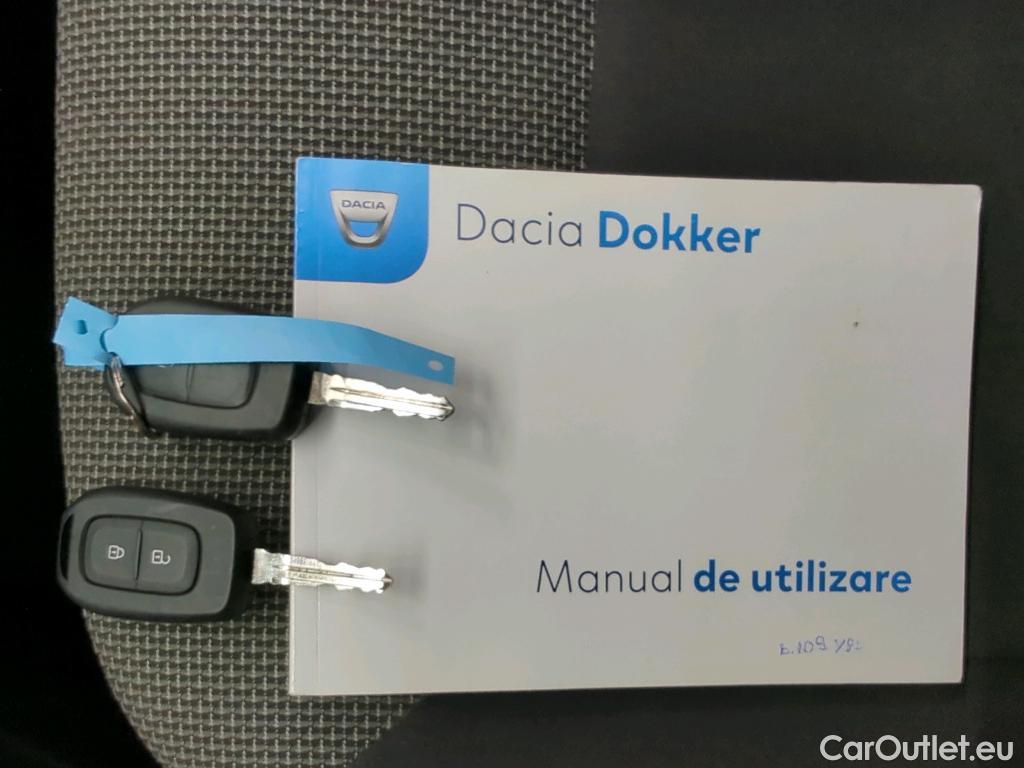 DACIA
Dacia Dokker
Manual de utilizare
CarOutlet.eu